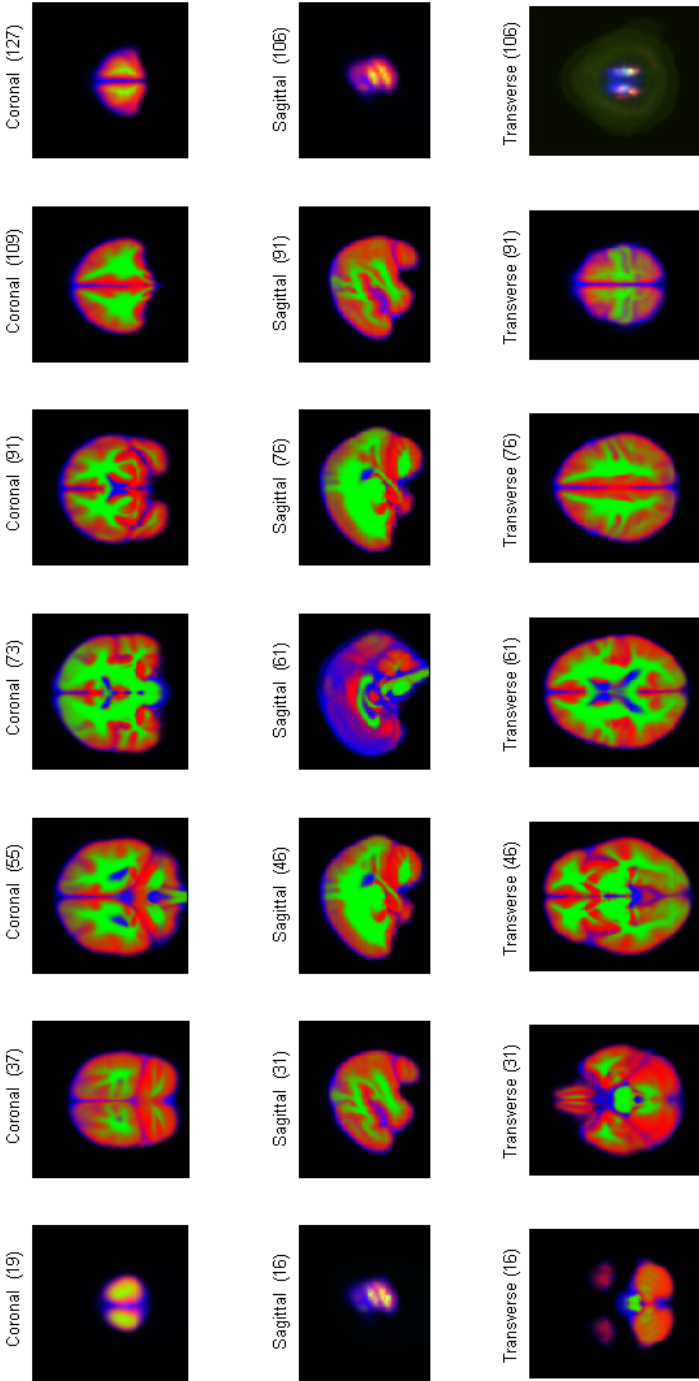 Coronal (19)
Coronal (37)
Coronal (55)
Coronal (73)
Coronal (91)
Coronal (109)
Coronal (127)
Sagittal (16)
Sagittal (31)
Sagittal (46)
Sagittal (61)
Sagittal (76)
Sagittal (91)
Sagittal (106)
Transverse (16)
Transverse (31)
Transverse (46)
Transverse (61)
Transverse (76)
Transverse (91)
Transverse (106)